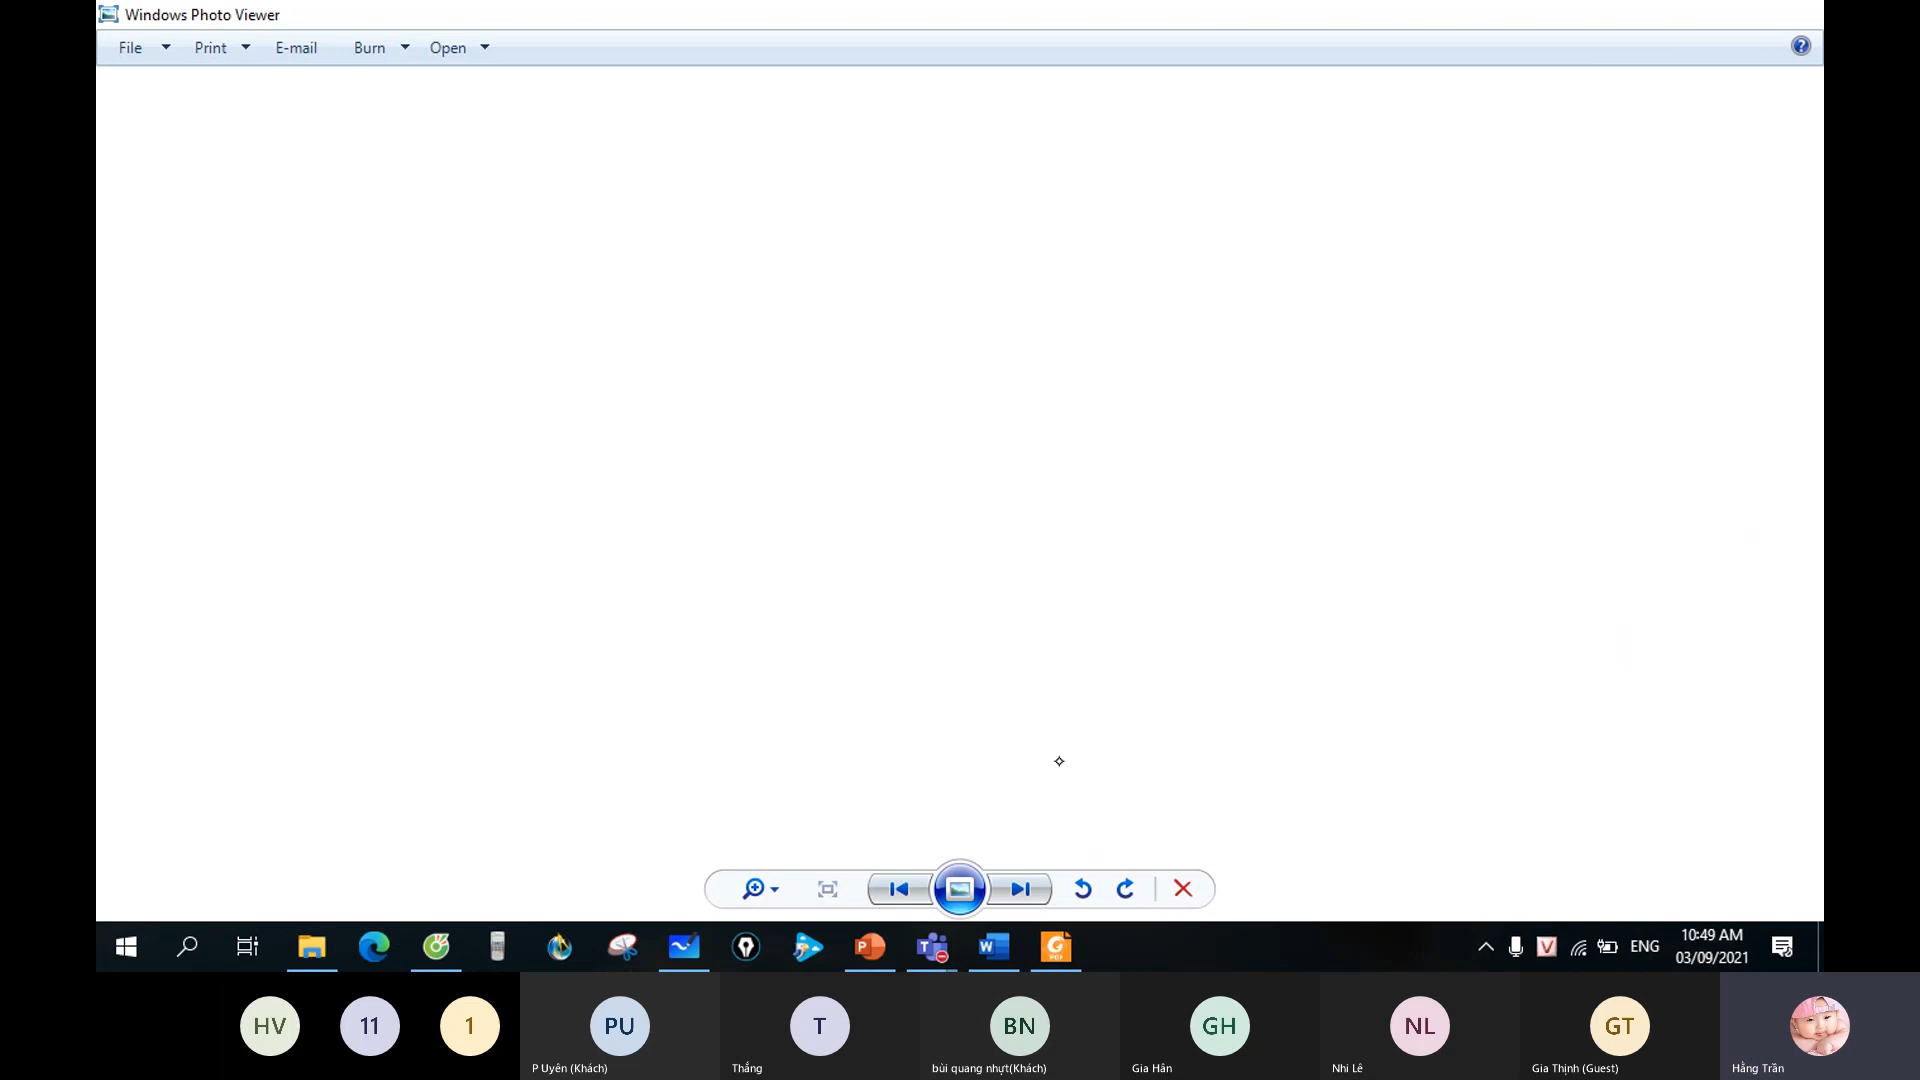 Windows Photo Viewer
File Print E-mail Burn Open
ENG
10:49 AM
03/09/2021
HV 11 1 PU T BN GH NL GT
P Uyên (Khách) Thắng bùi quang nhựt(Khách) Gia Hân Nhi Lê Gia Thịnh (Guest) Hằng Trần